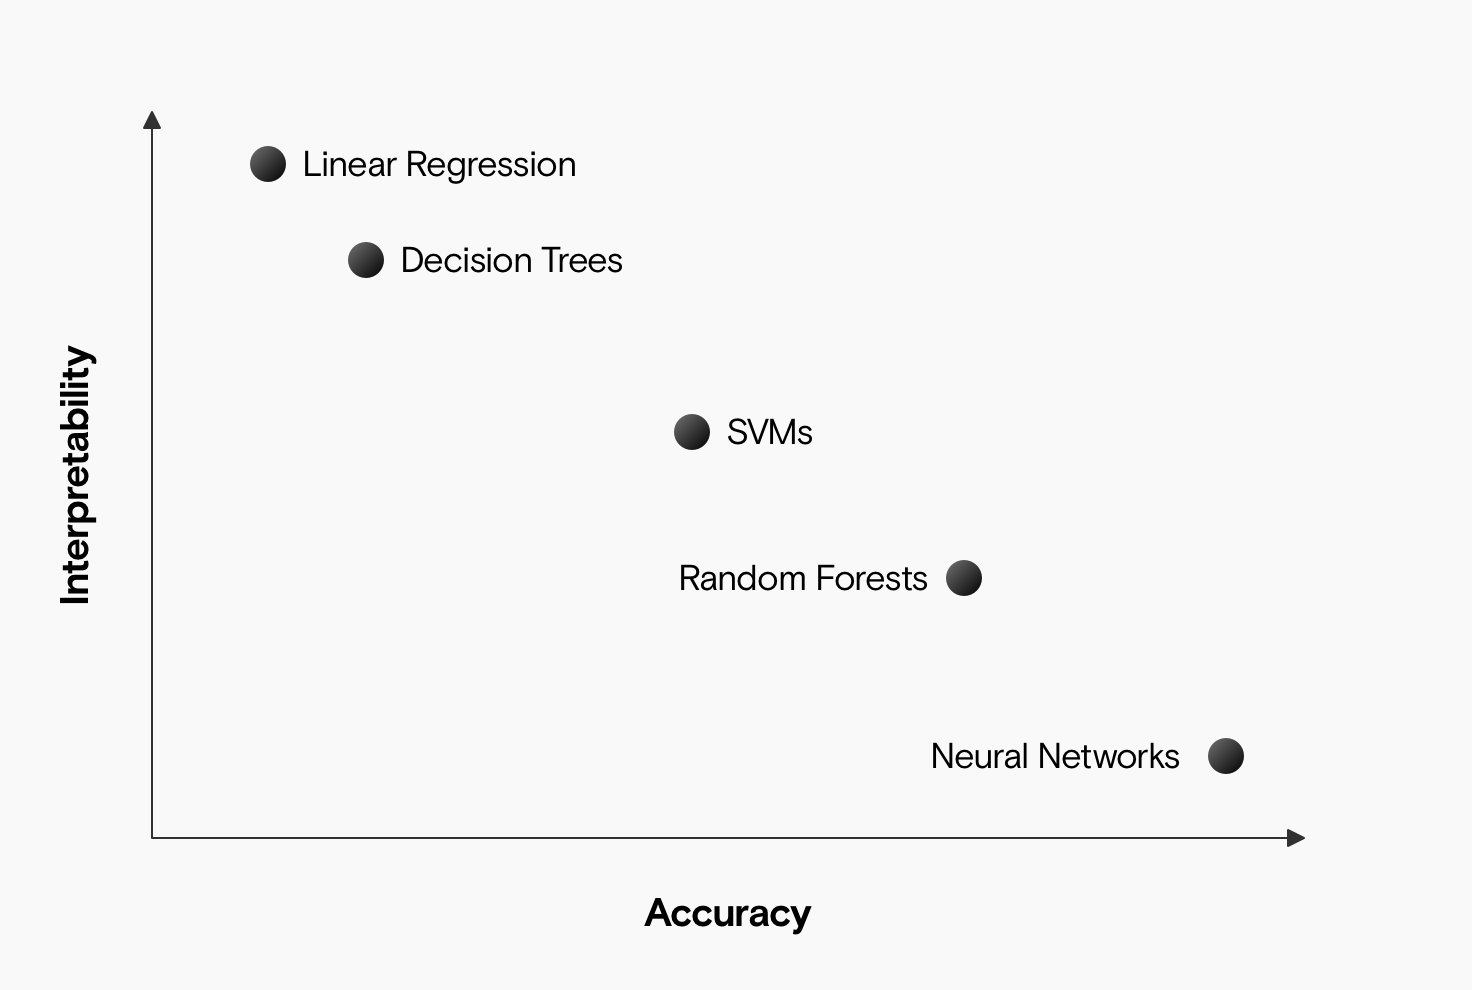 Linear Regression
Decision Trees
SVMs
Random Forests
Neural Networks
Interpretability
Accuracy